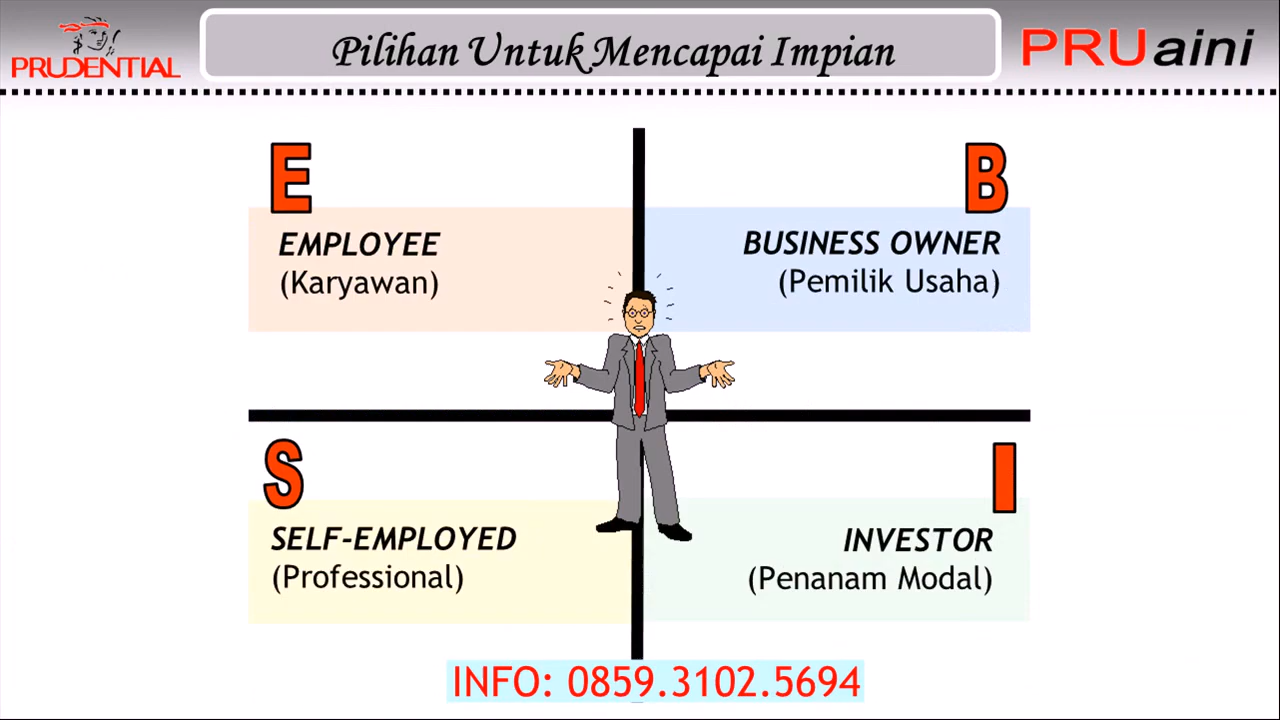 PRUDENTIAL
Pilihan Untuk Mencapai Impian
PRUaini
E
EMPLOYEE
(Karyawan)
B
BUSINESS OWNER
(Pemilik Usaha)
S
SELF-EMPLOYED
(Professional)
I
INVESTOR
(Penanam Modal)
INFO: 0859.3102.5694